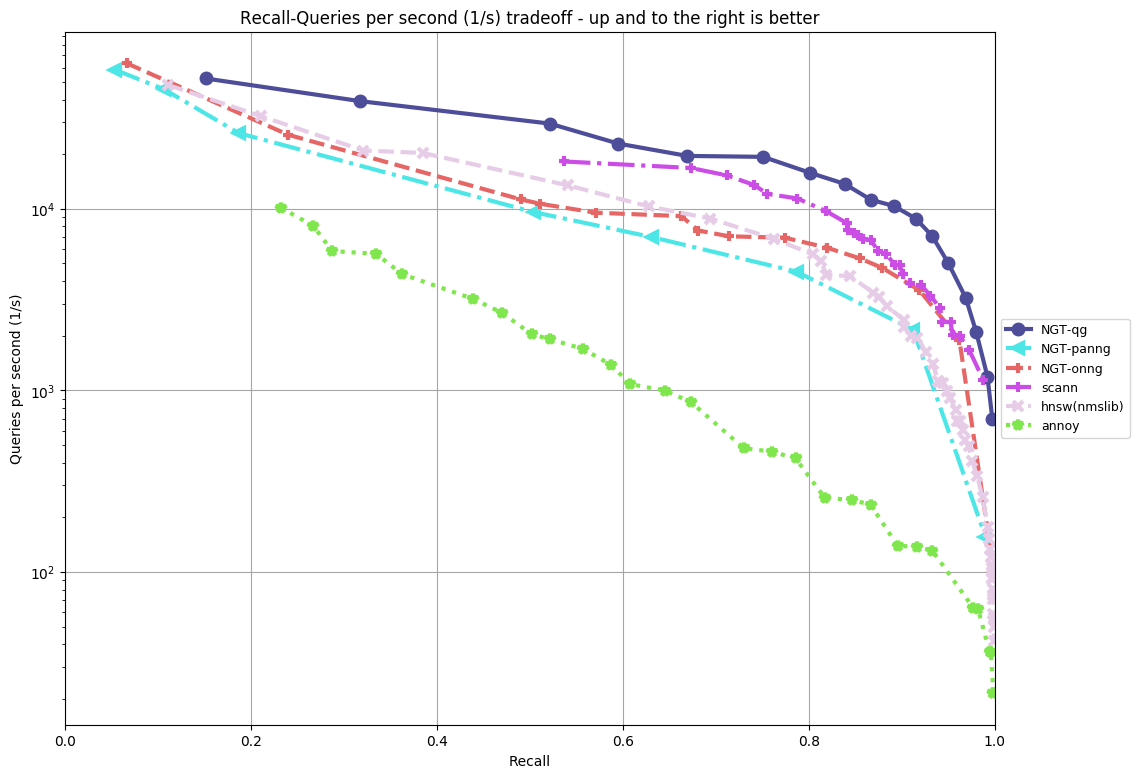 Recall-Queries per second (1/s) tradeoff - up and to the right is better
Queries per second (1/s)
10^4
10^3
10^2
0.0 0.2 0.4 0.6 0.8 1.0
Recall
NGT-qg
NGT-panng
NGT-onng
scann
hnsw(nmslib)
annoy